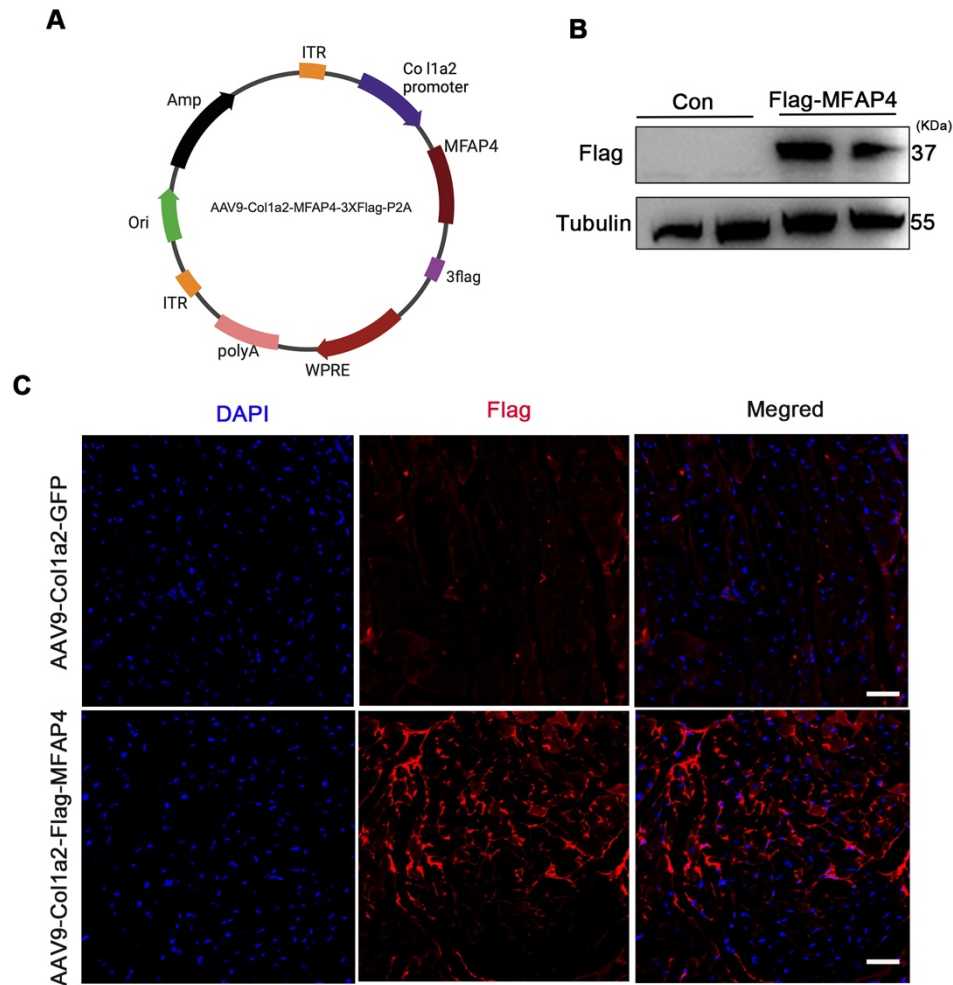 A
ITR
Co l1a2
promoter
Amp
MFAP4
AAV9-Col1a2-MFAP4-3XFlag-P2A
Ori
3flag
ITR
polyA
WPRE
B
Con
Flag-MFAP4
(KDa)
Flag
37
Tubulin
55
C
DAPI
Flag
Megred
AAV9-Col1a2-GFP
AAV9-Col1a2-Flag-MFAP4